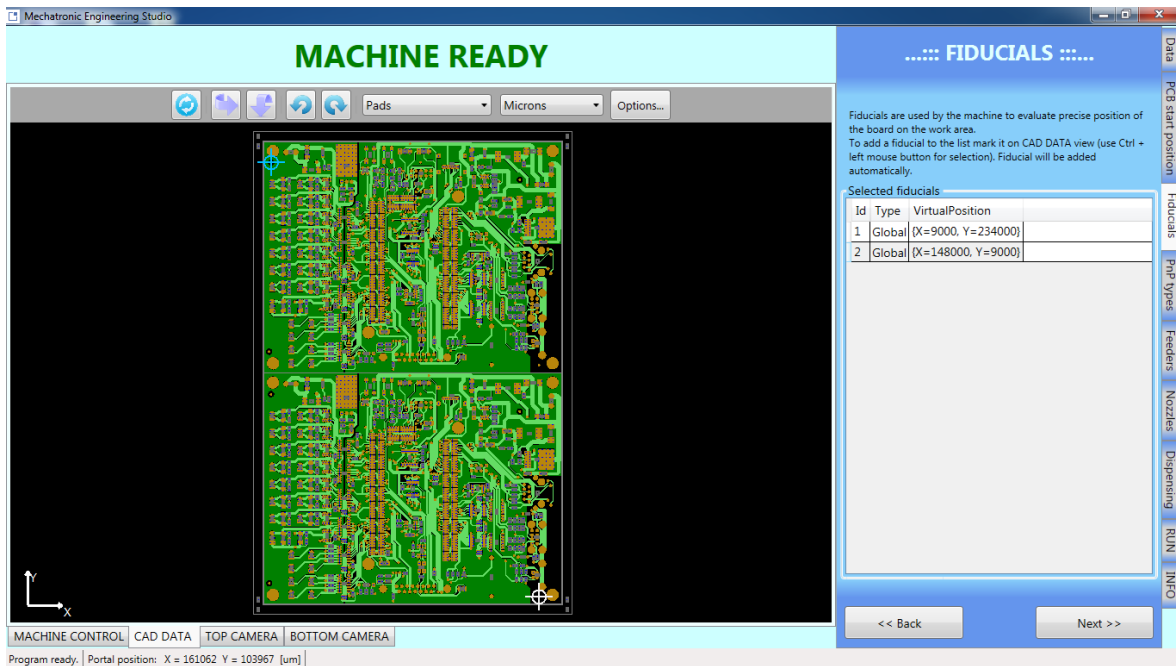 Mechatronic Engineering Studio
MACHINE READY
Pads
Microns
Options...
Y
X
MACHINE CONTROL
CAD DATA
TOP CAMERA
BOTTOM CAMERA
Program ready.
Portal position: X = 161062 Y = 103967 [um]
...::: FIDUCIALS :::...
Fiducials are used by the machine to evaluate precise position of
the board on the work area.
To add a fiducial to the list mark it on CAD DATA view (use Ctrl +
left mouse button for selection). Fiducial will be added
automatically.
Selected fiducials
Id Type VirtualPosition
1 Global {X=9000, Y=234000}
2 Global {X=148000, Y=9000}
<< Back
Next >>
Data
PCB start position
Fiducials
PnP types
Feeders
Nozzles
Dispensing
RUN
INFO